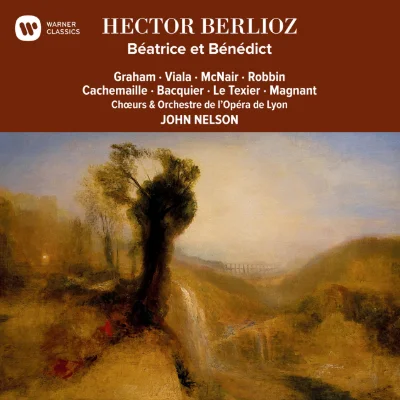 WARNER
CLASSICS
HECTOR BERLIOZ
Béatrice et Bénédict
Graham · Viala · McNair · Robbin
Cachemaille · Bacquier · Le Texier · Magnant
Chœurs & Orchestre de l'Opéra de Lyon
JOHN NELSON